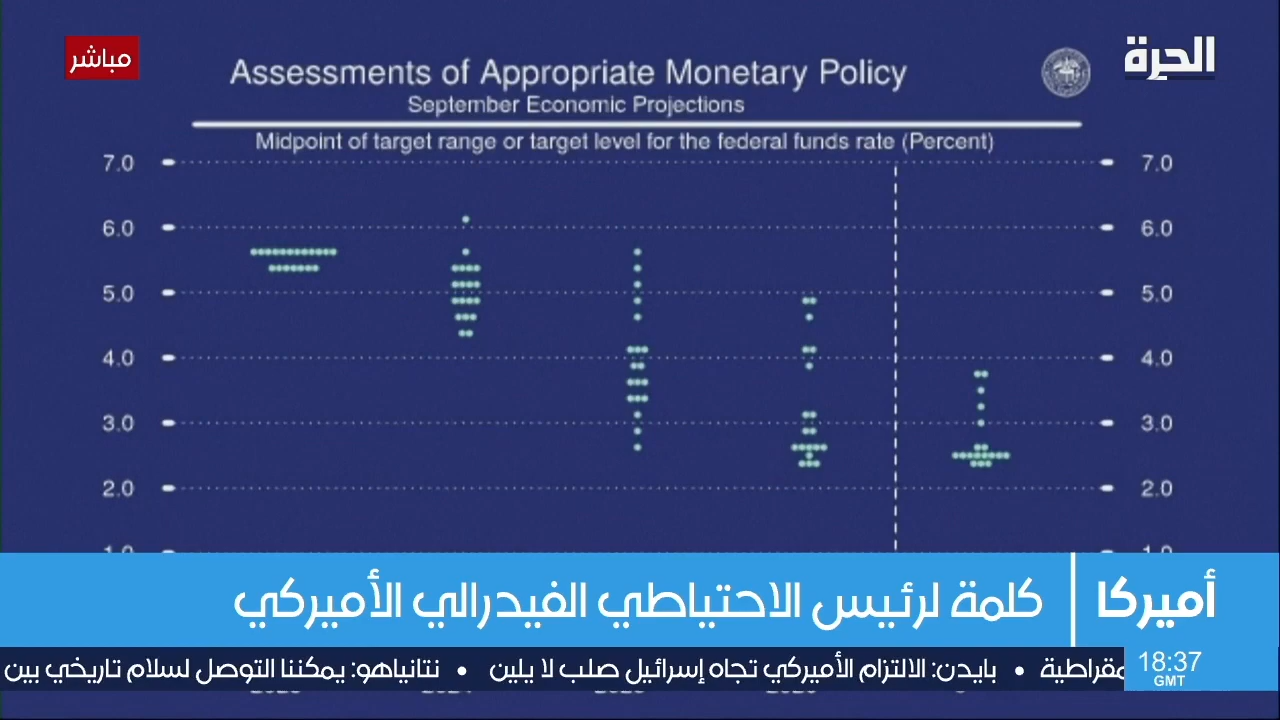 مباشر
الحرة
Assessments of Appropriate Monetary Policy
September Economic Projections
Midpoint of target range or target level for the federal funds rate (Percent)
7.0 7.0
6.0 6.0
5.0 5.0
4.0 4.0
3.0 3.0
2.0 2.0
أميركا
كلمة لرئيس الاحتياطي الفيدرالي الأميركي
بايدن: الالتزام الأميركي تجاه إسرائيل صلب لا يلين • نتانياهو: يمكننا التوصل لسلام تاريخي بين
18:37
GMT